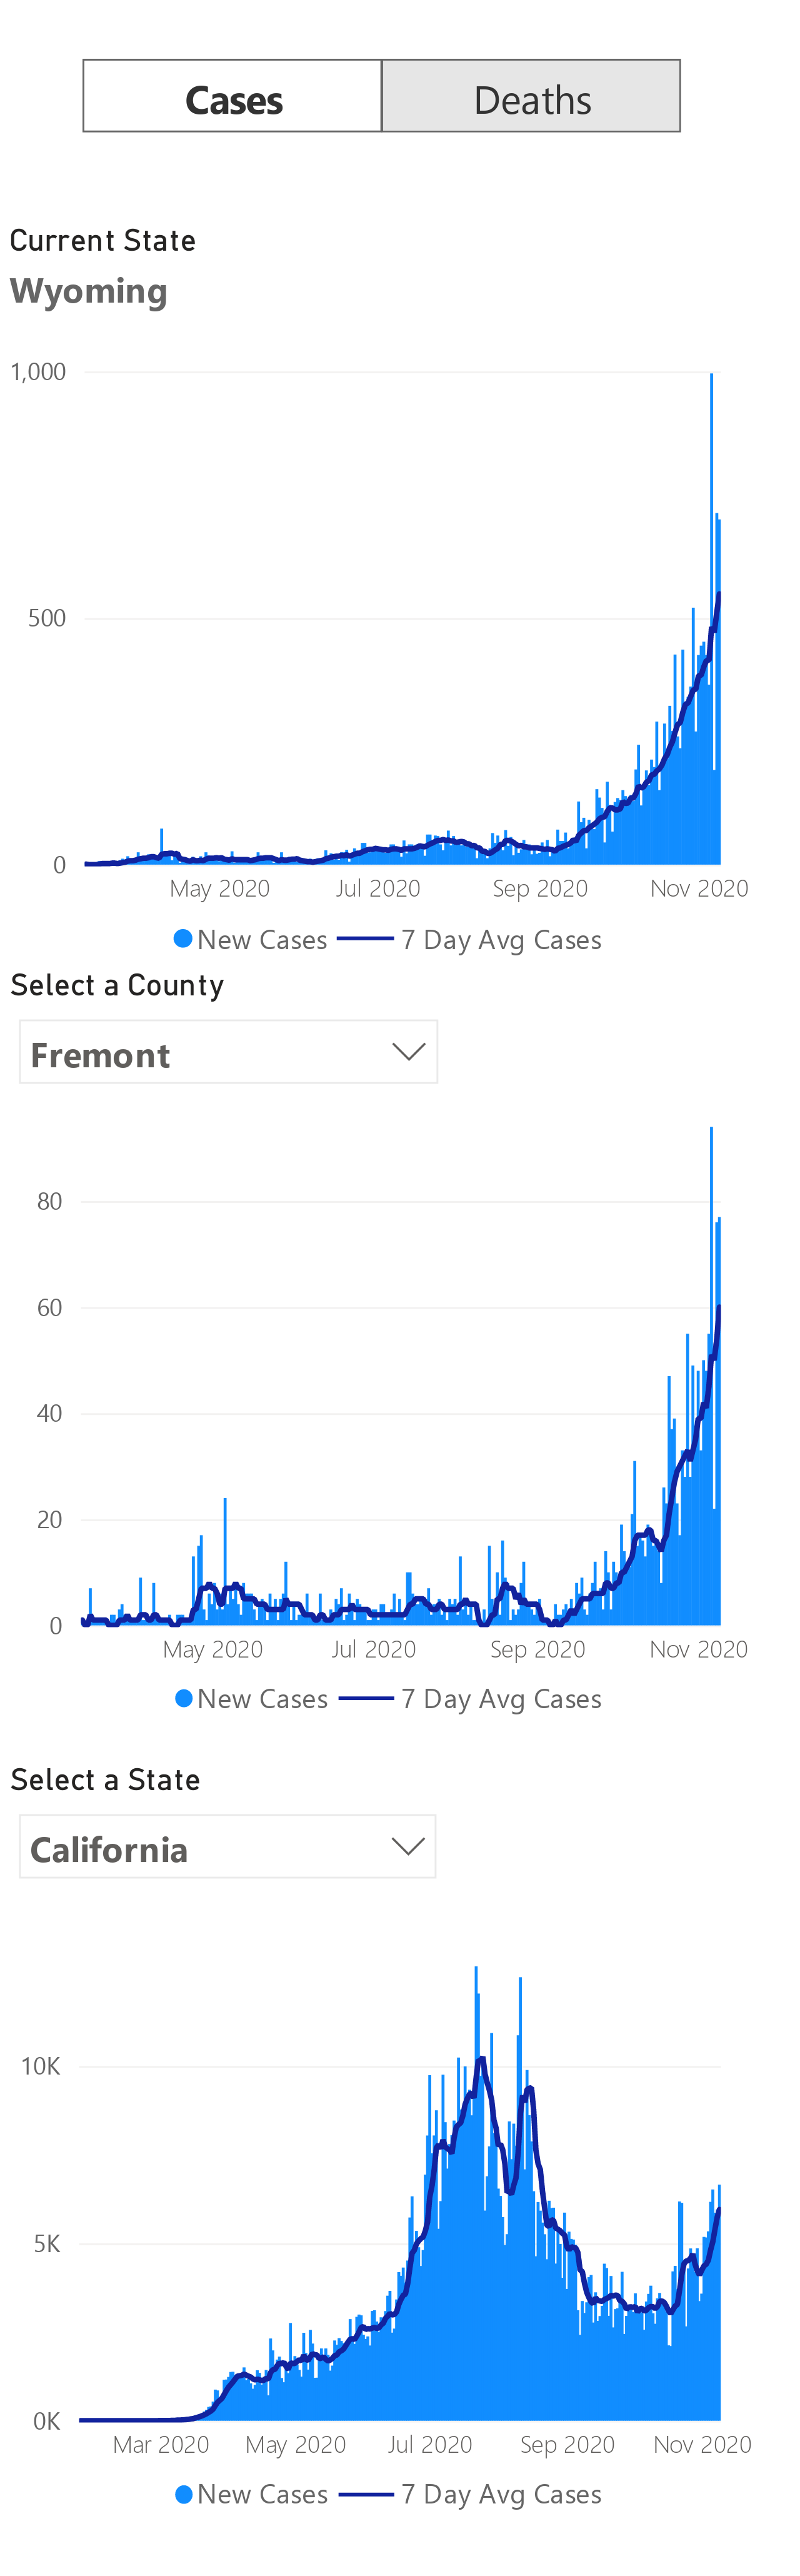 Cases Deaths
Current State
Wyoming
1,000
500
0
May 2020 Jul 2020 Sep 2020 Nov 2020
New Cases 7 Day Avg Cases
Select a County
Fremont
80
60
40
20
0
May 2020 Jul 2020 Sep 2020 Nov 2020
New Cases 7 Day Avg Cases
Select a State
California
10K
5K
0K
Mar 2020 May 2020 Jul 2020 Sep 2020 Nov 2020
New Cases 7 Day Avg Cases